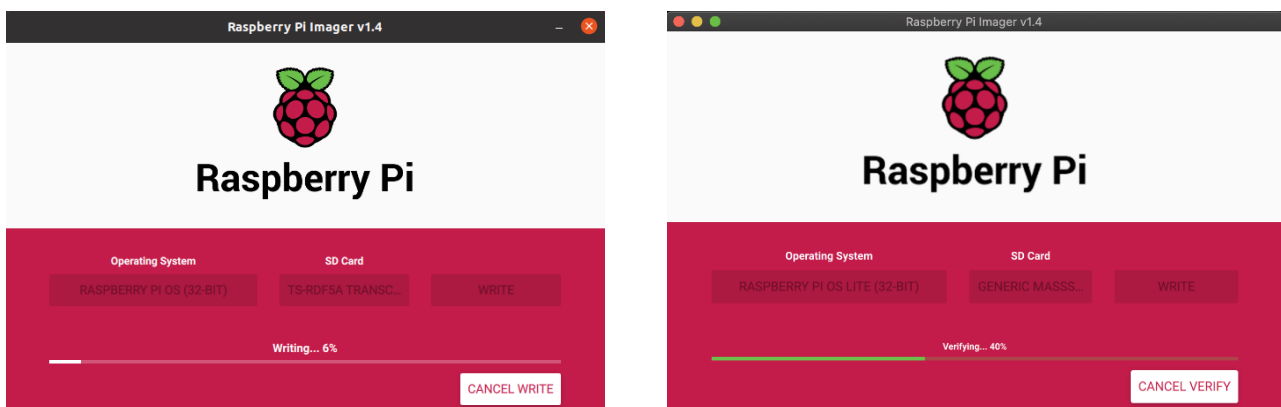 Raspberry Pi Imager v1.4
Raspberry Pi
Operating System SD Card
RASPBERRY PI OS (32-BIT) TS-RDF5A TRANSC... WRITE
Writing... 6%
CANCEL WRITE
Raspberry Pi Imager v1.4
Raspberry Pi
Operating System SD Card
RASPBERRY PI OS LITE (32-BIT) GENERIC MASSS... WRITE
Verifying... 40%
CANCEL VERIFY